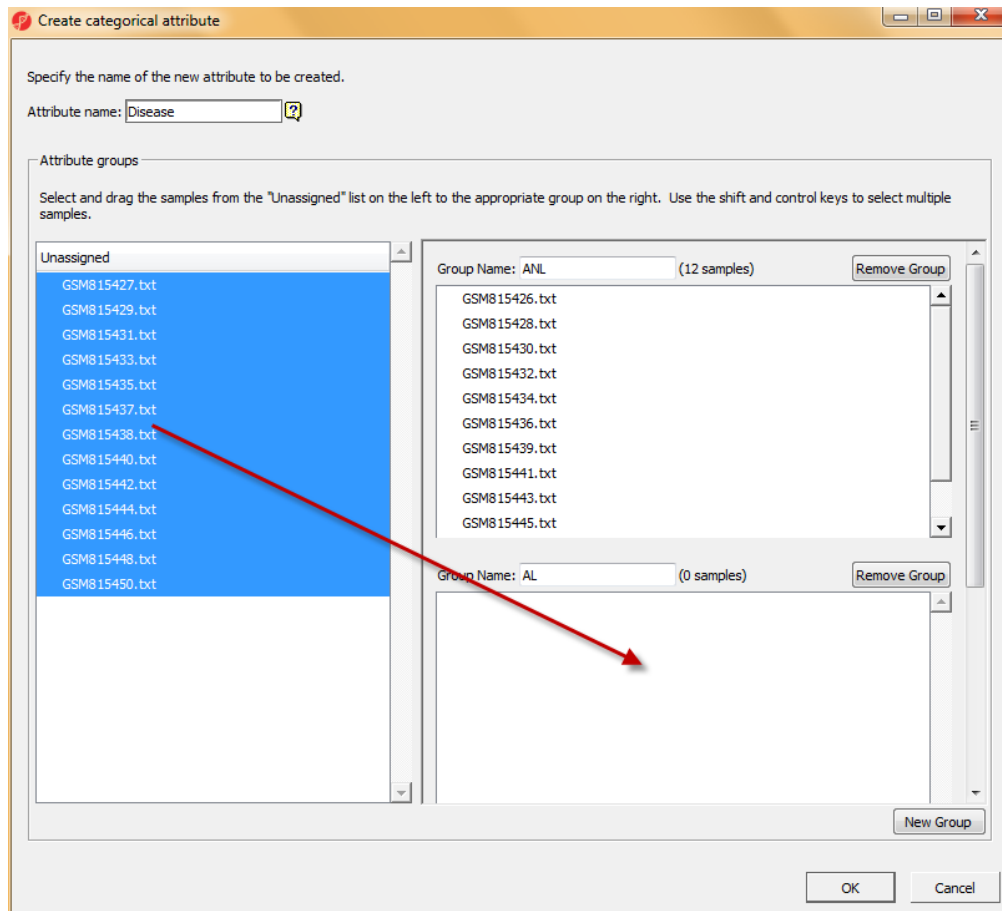 Create categorical attribute
Specify the name of the new attribute to be created.
Attribute name: Disease ?
Attribute groups
Select and drag the samples from the "Unassigned" list on the left to the appropriate group on the right. Use the shift and control keys to select multiple
samples.
Unassigned
GSM815427.txt
GSM815429.txt
GSM815431.txt
GSM815433.txt
GSM815435.txt
GSM815437.txt
GSM815438.txt
GSM815440.txt
GSM815442.txt
GSM815444.txt
GSM815446.txt
GSM815448.txt
GSM815450.txt
Group Name: ANL (12 samples) Remove Group
GSM815426.txt
GSM815428.txt
GSM815430.txt
GSM815432.txt
GSM815434.txt
GSM815436.txt
GSM815439.txt
GSM815441.txt
GSM815443.txt
GSM815445.txt
Group Name: AL (0 samples) Remove Group
New Group
OK Cancel